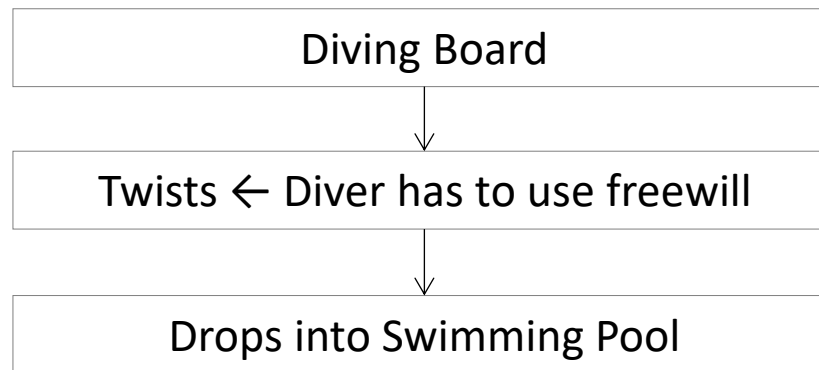 Diving Board
Twists ← Diver has to use freewill
Drops into Swimming Pool